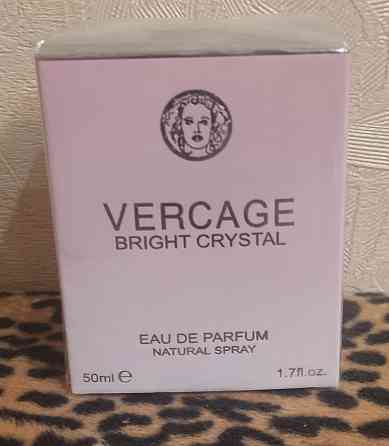 VERCAGE
BRIGHT CRYSTAL
EAU DE PARFUM
NATURAL SPRAY
50ml ℮ 1.7fl.oz.